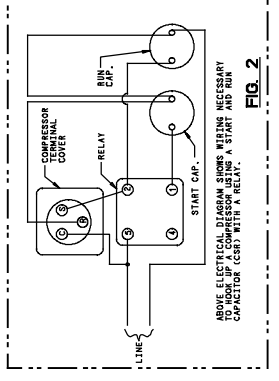 RUN
CAP.
COMPRESSOR
TERMINAL
COVER
RELAY
START CAP.
S
R
C
2
1
5
4
LINE
ABOVE ELECTRICAL DIAGRAM SHOWS WIRING NECESSARY
TO HOOK UP A COMPRESSOR USING A START AND RUN
CAPACITOR (CSR) WITH A RELAY.
FIG. 2